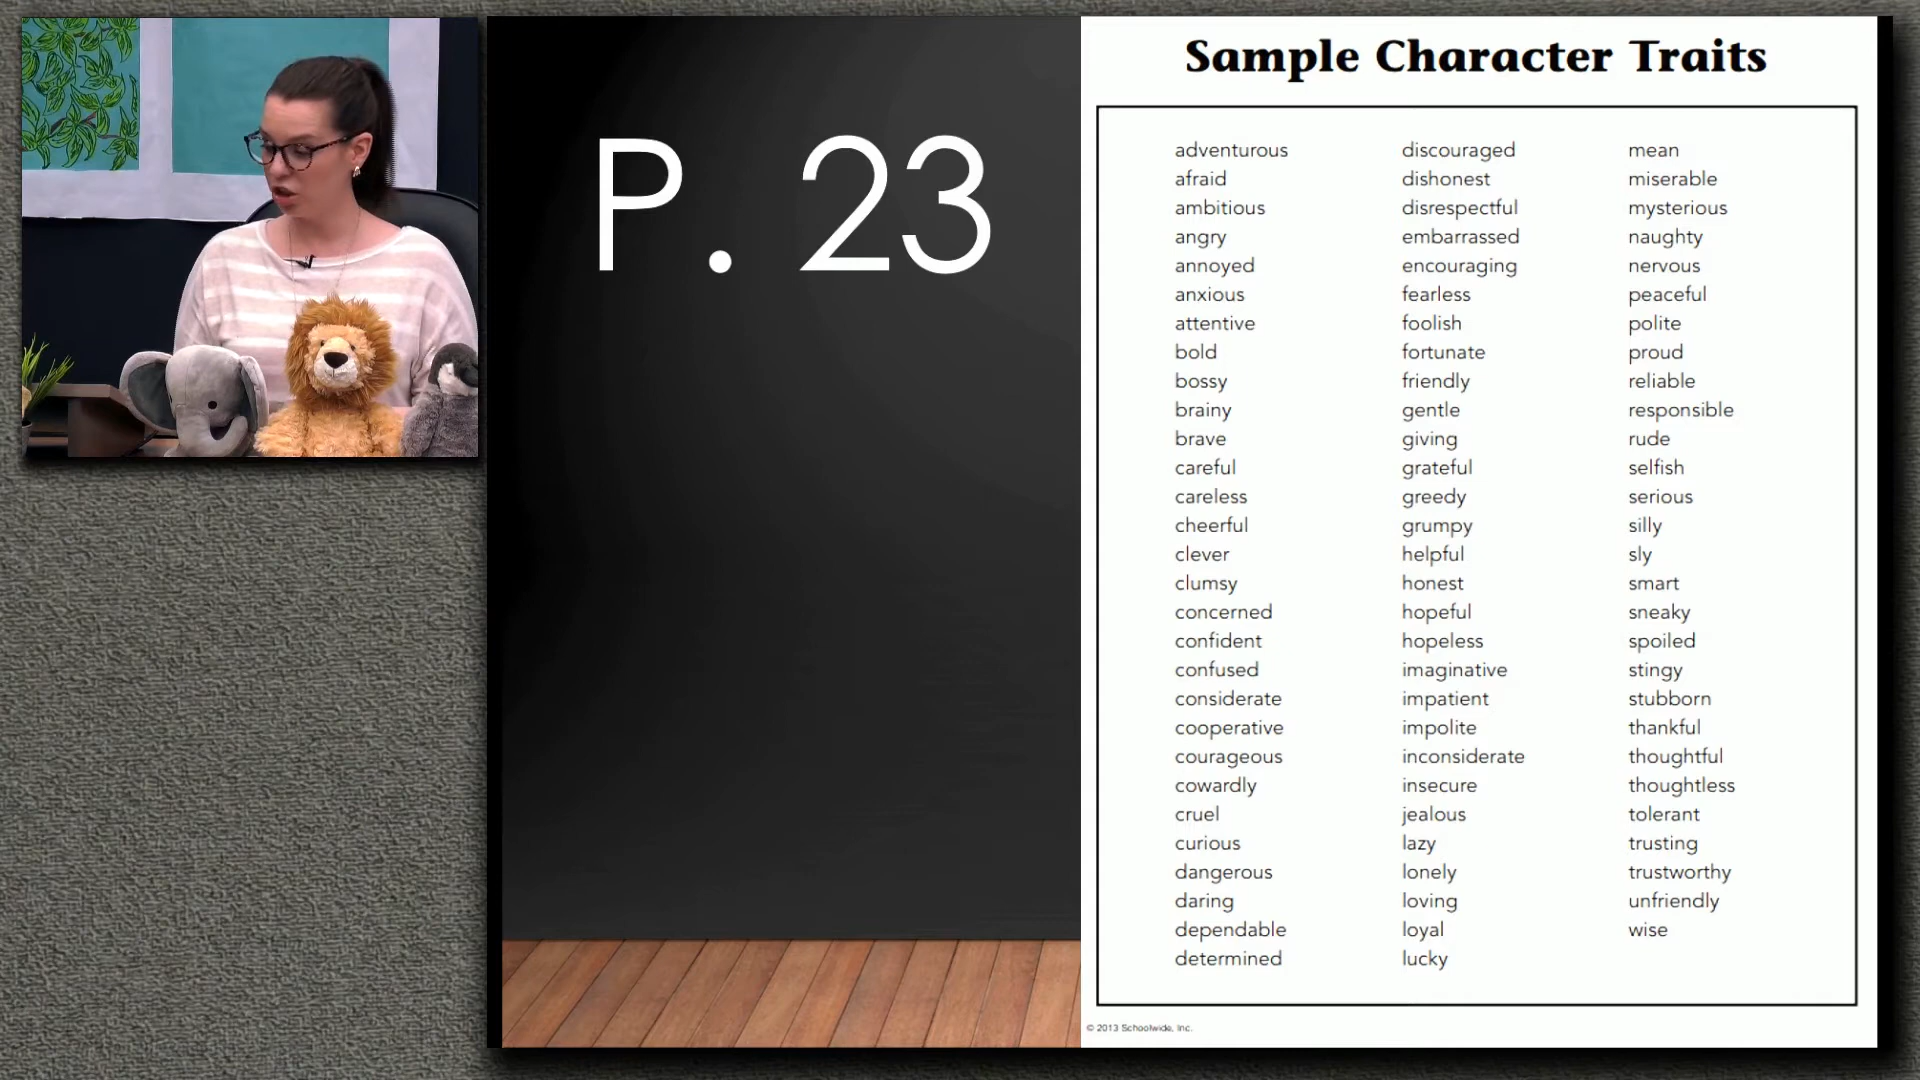 P. 23
Sample Character Traits
adventurous
afraid
ambitious
angry
annoyed
anxious
attentive
bold
bossy
brainy
brave
careful
careless
cheerful
clever
clumsy
concerned
confident
confused
considerate
cooperative
courageous
cowardly
cruel
curious
dangerous
daring
dependable
determined
discouraged
dishonest
disrespectful
embarrassed
encouraging
fearless
foolish
fortunate
friendly
gentle
giving
grateful
greedy
grumpy
helpful
honest
hopeful
hopeless
imaginative
impatient
impolite
inconsiderate
insecure
jealous
lazy
lonely
loving
loyal
lucky
mean
miserable
mysterious
naughty
nervous
peaceful
polite
proud
reliable
responsible
rude
selfish
serious
silly
sly
smart
sneaky
spoiled
stingy
stubborn
thankful
thoughtful
thoughtless
tolerant
trusting
trustworthy
unfriendly
wise
© 2013 Schoolwide, Inc.